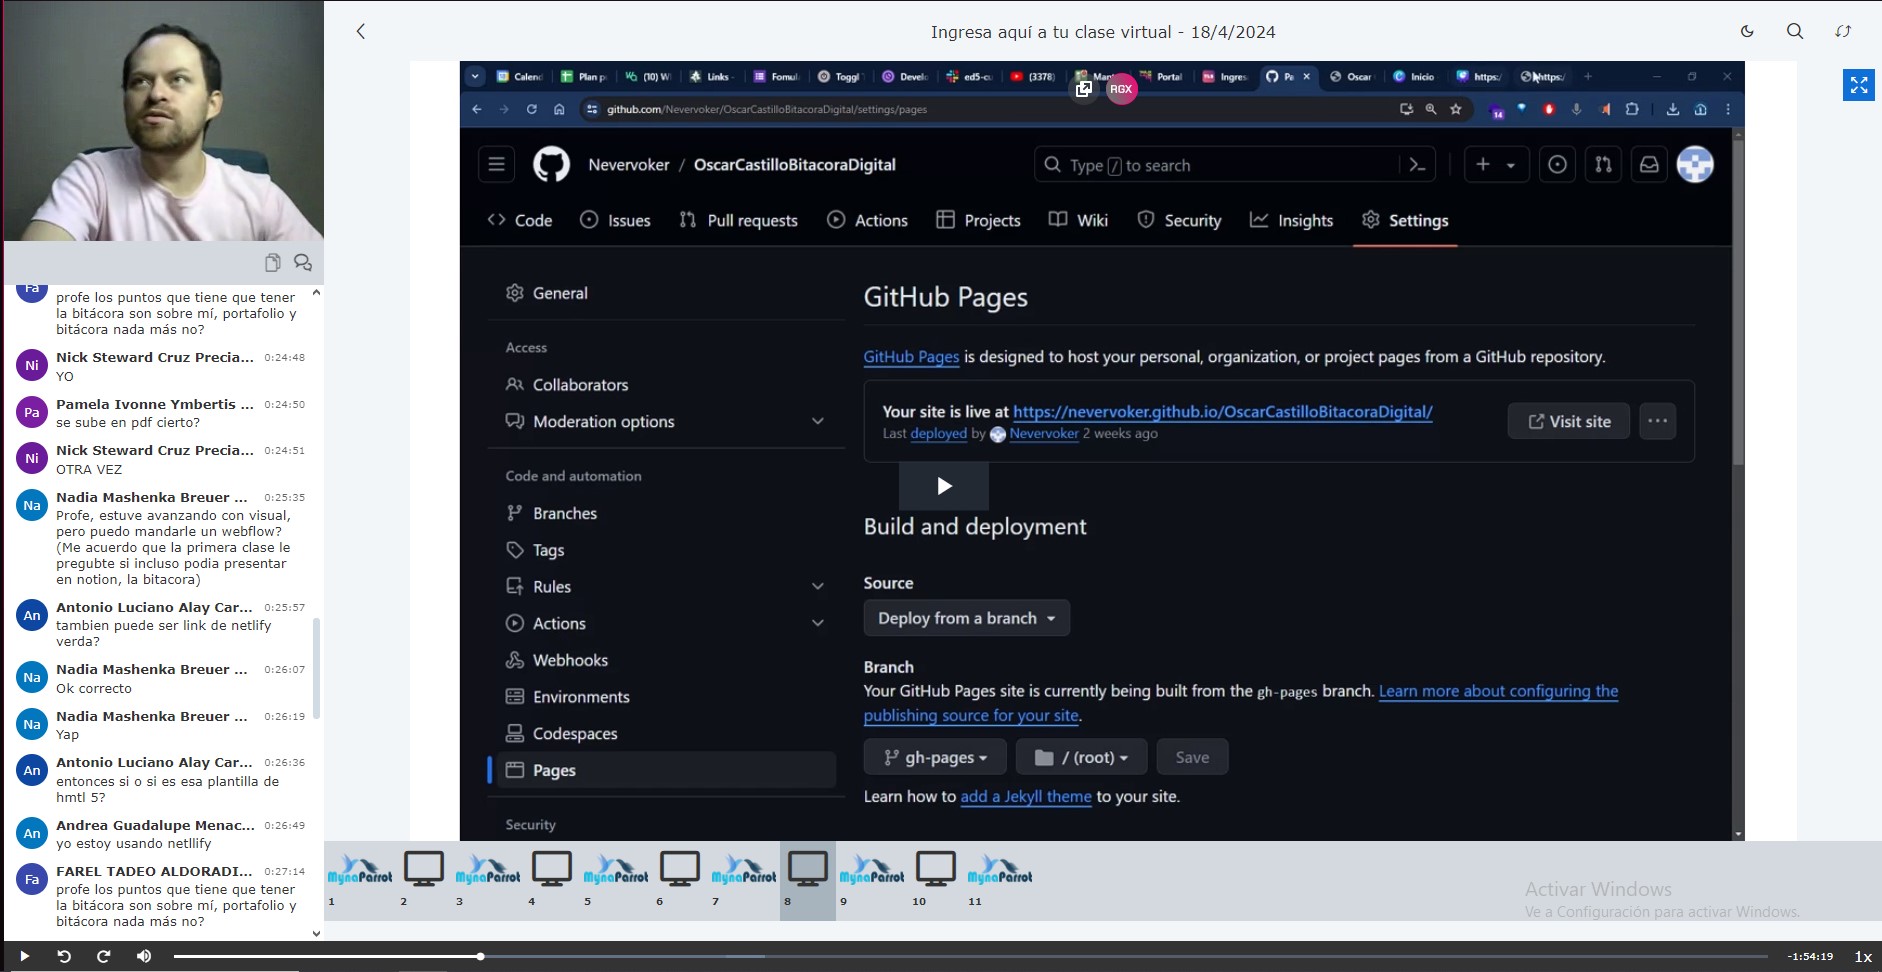 Ingresa aquí a tu clase virtual - 18/4/2024
Calend
Plan p
(10) W
Links -
Fomul
Toggl
Develo
ed5-cu
(3378)
Mant
Portal
Ingres
Pa
Oscar
Inicio
https:/
https:/
RGX
github.com/Nevervoker/OscarCastilloBitacoraDigital/settings/pages
14
Nevervoker / OscarCastilloBitacoraDigital
Type / to search
Code
Issues
Pull requests
Actions
Projects
Wiki
Security
Insights
Settings
General
Access
Collaborators
Moderation options
Code and automation
Branches
Tags
Rules
Actions
Webhooks
Environments
Codespaces
Pages
Security
GitHub Pages
GitHub Pages is designed to host your personal, organization, or project pages from a GitHub repository.
Your site is live at https://nevervoker.github.io/OscarCastilloBitacoraDigital/
Last deployed by Nevervoker 2 weeks ago
Visit site
Build and deployment
Source
Deploy from a branch
Branch
Your GitHub Pages site is currently being built from the gh-pages branch. Learn more about configuring the
publishing source for your site.
gh-pages
/ (root)
Save
Learn how to add a Jekyll theme to your site.
Fa
profe los puntos que tiene que tener
la bitácora son sobre mí, portafolio y
bitácora nada más no?
Ni
Nick Steward Cruz Precia... 0:24:48
YO
Pa
Pamela Ivonne Ymbertis ... 0:24:50
se sube en pdf cierto?
Ni
Nick Steward Cruz Precia... 0:24:51
OTRA VEZ
Na
Nadia Mashenka Breuer ... 0:25:35
Profe, estuve avanzando con visual,
pero puedo mandarle un webflow?
(Me acuerdo que la primera clase le
pregubte si incluso podia presentar
en notion, la bitacora)
An
Antonio Luciano Alay Car... 0:25:57
tambien puede ser link de netlify
verda?
Na
Nadia Mashenka Breuer ... 0:26:07
Ok correcto
Na
Nadia Mashenka Breuer ... 0:26:19
Yap
An
Antonio Luciano Alay Car... 0:26:36
entonces si o si es esa plantilla de
hmtl 5?
An
Andrea Guadalupe Menac... 0:26:49
yo estoy usando netllify
Fa
FAREL TADEO ALDORADI... 0:27:14
profe los puntos que tiene que tener
la bitácora son sobre mí, portafolio y
bitácora nada más no?
MynaParrot
MynaParrot
MynaParrot
MynaParrot
MynaParrot
MynaParrot
1
2
3
4
5
6
7
8
9
10
11
Activar Windows
Ve a Configuración para activar Windows.
-1:54:19
1x